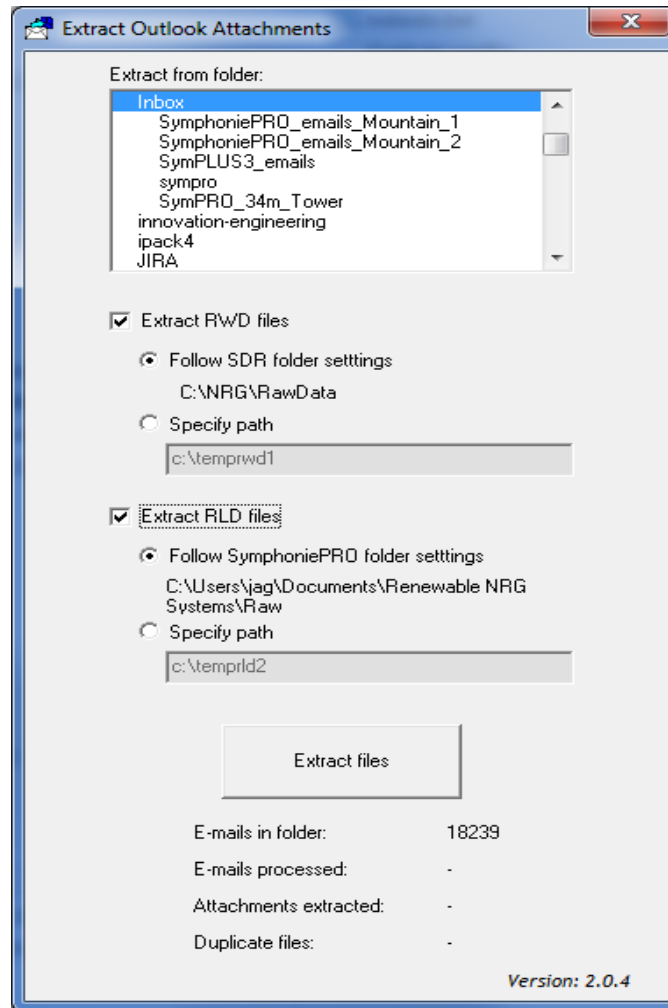 Extract Outlook Attachments
Extract from folder:
Inbox
SymphoniePRO_emails_Mountain_1
SymphoniePRO_emails_Mountain_2
SymPLUS3_emails
sympro
SymPRO_34m_Tower
innovation-engineering
ipack4
JIRA
Extract RWD files
Follow SDR folder setttings
C:\NRG\RawData
Specify path
c:\temprwd1
Extract RLD files
Follow SymphoniePRO folder setttings
C:\Users\jag\Documents\Renewable NRG
Systems\Raw
Specify path
c:\temprld2
Extract files
E-mails in folder: 18239
E-mails processed: -
Attachments extracted: -
Duplicate files: -
Version: 2.0.4